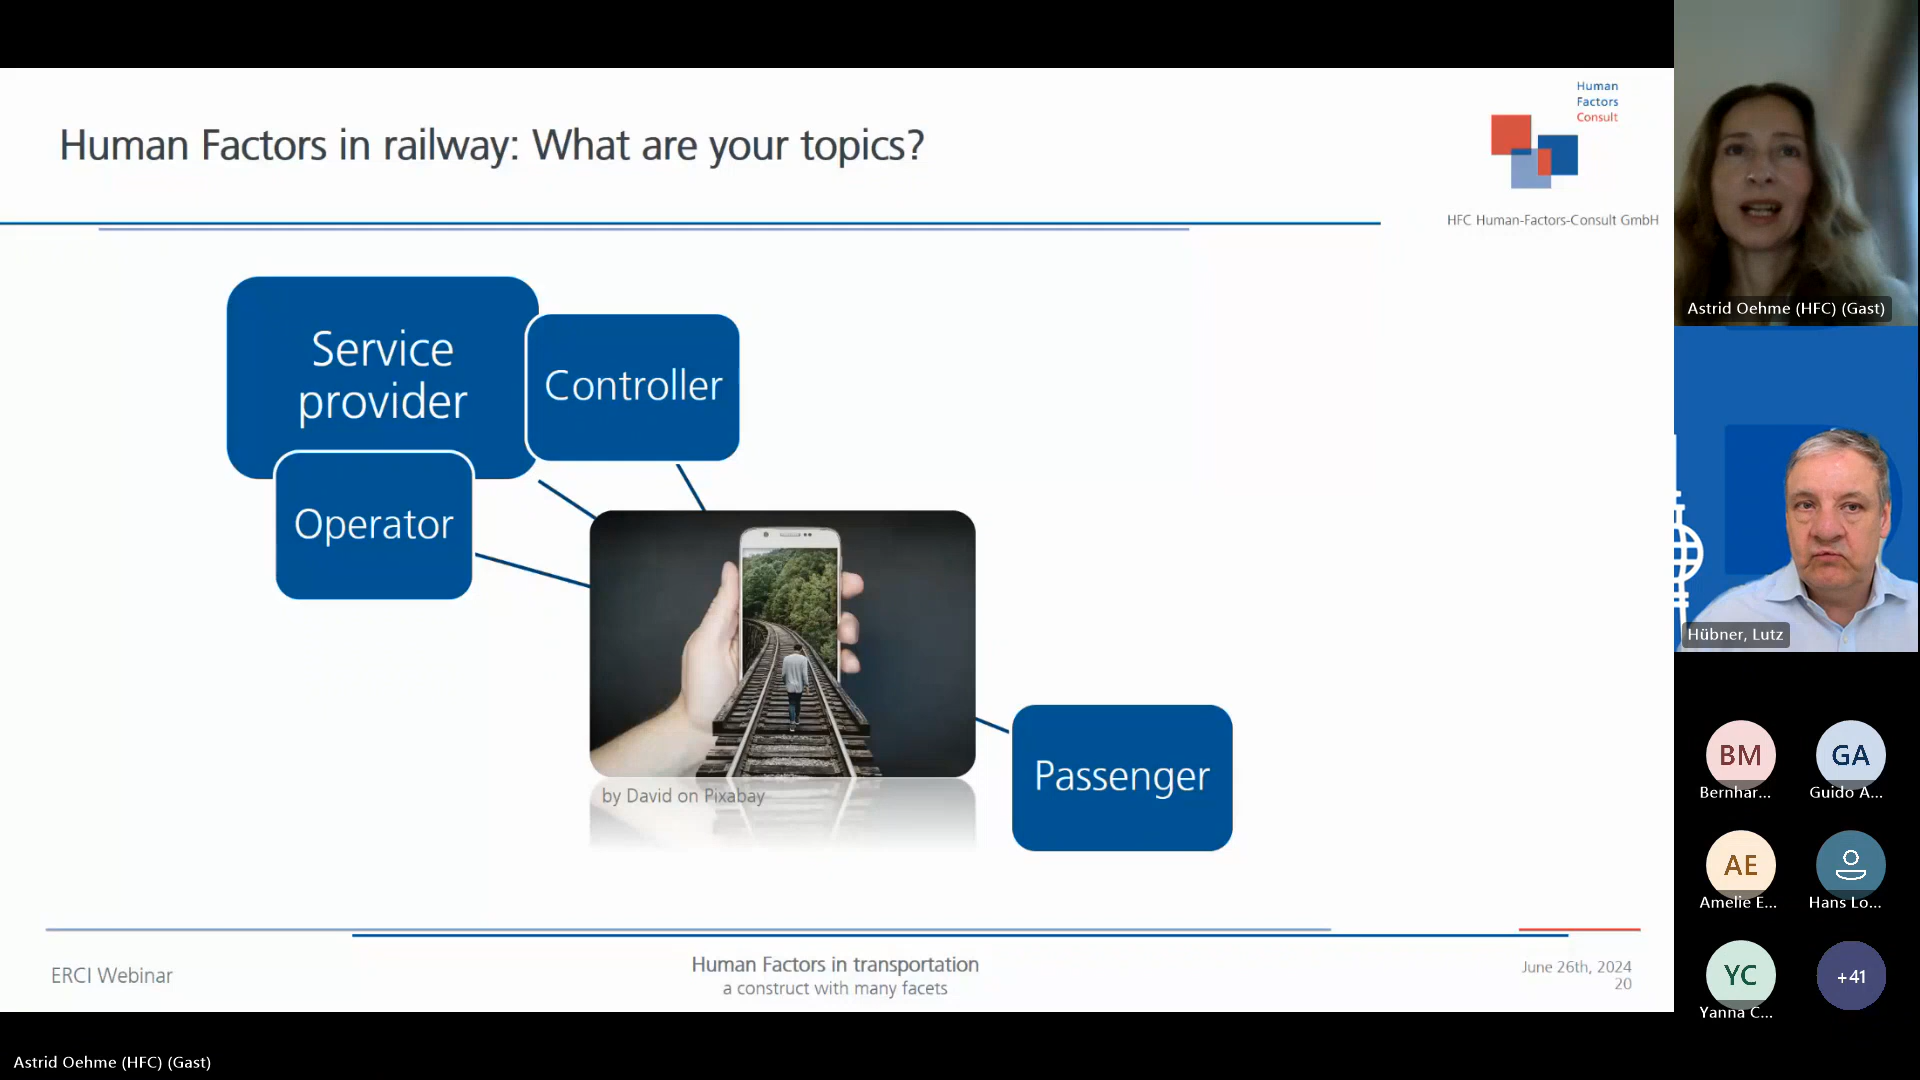 Human Factors in railway: What are your topics?
Human
Factors
Consult
HFC Human-Factors-Consult GmbH
Service
provider
Controller
Operator
Passenger
by David on Pixabay
ERCI Webinar
Human Factors in transportation
a construct with many facets
June 26th, 2024
20
Astrid Oehme (HFC) (Gast)
Hübner, Lutz
BM
Bernhar...
GA
Guido A...
AE
Amelie E...
Hans Lo...
YC
Yanna C...
+41
Astrid Oehme (HFC) (Gast)